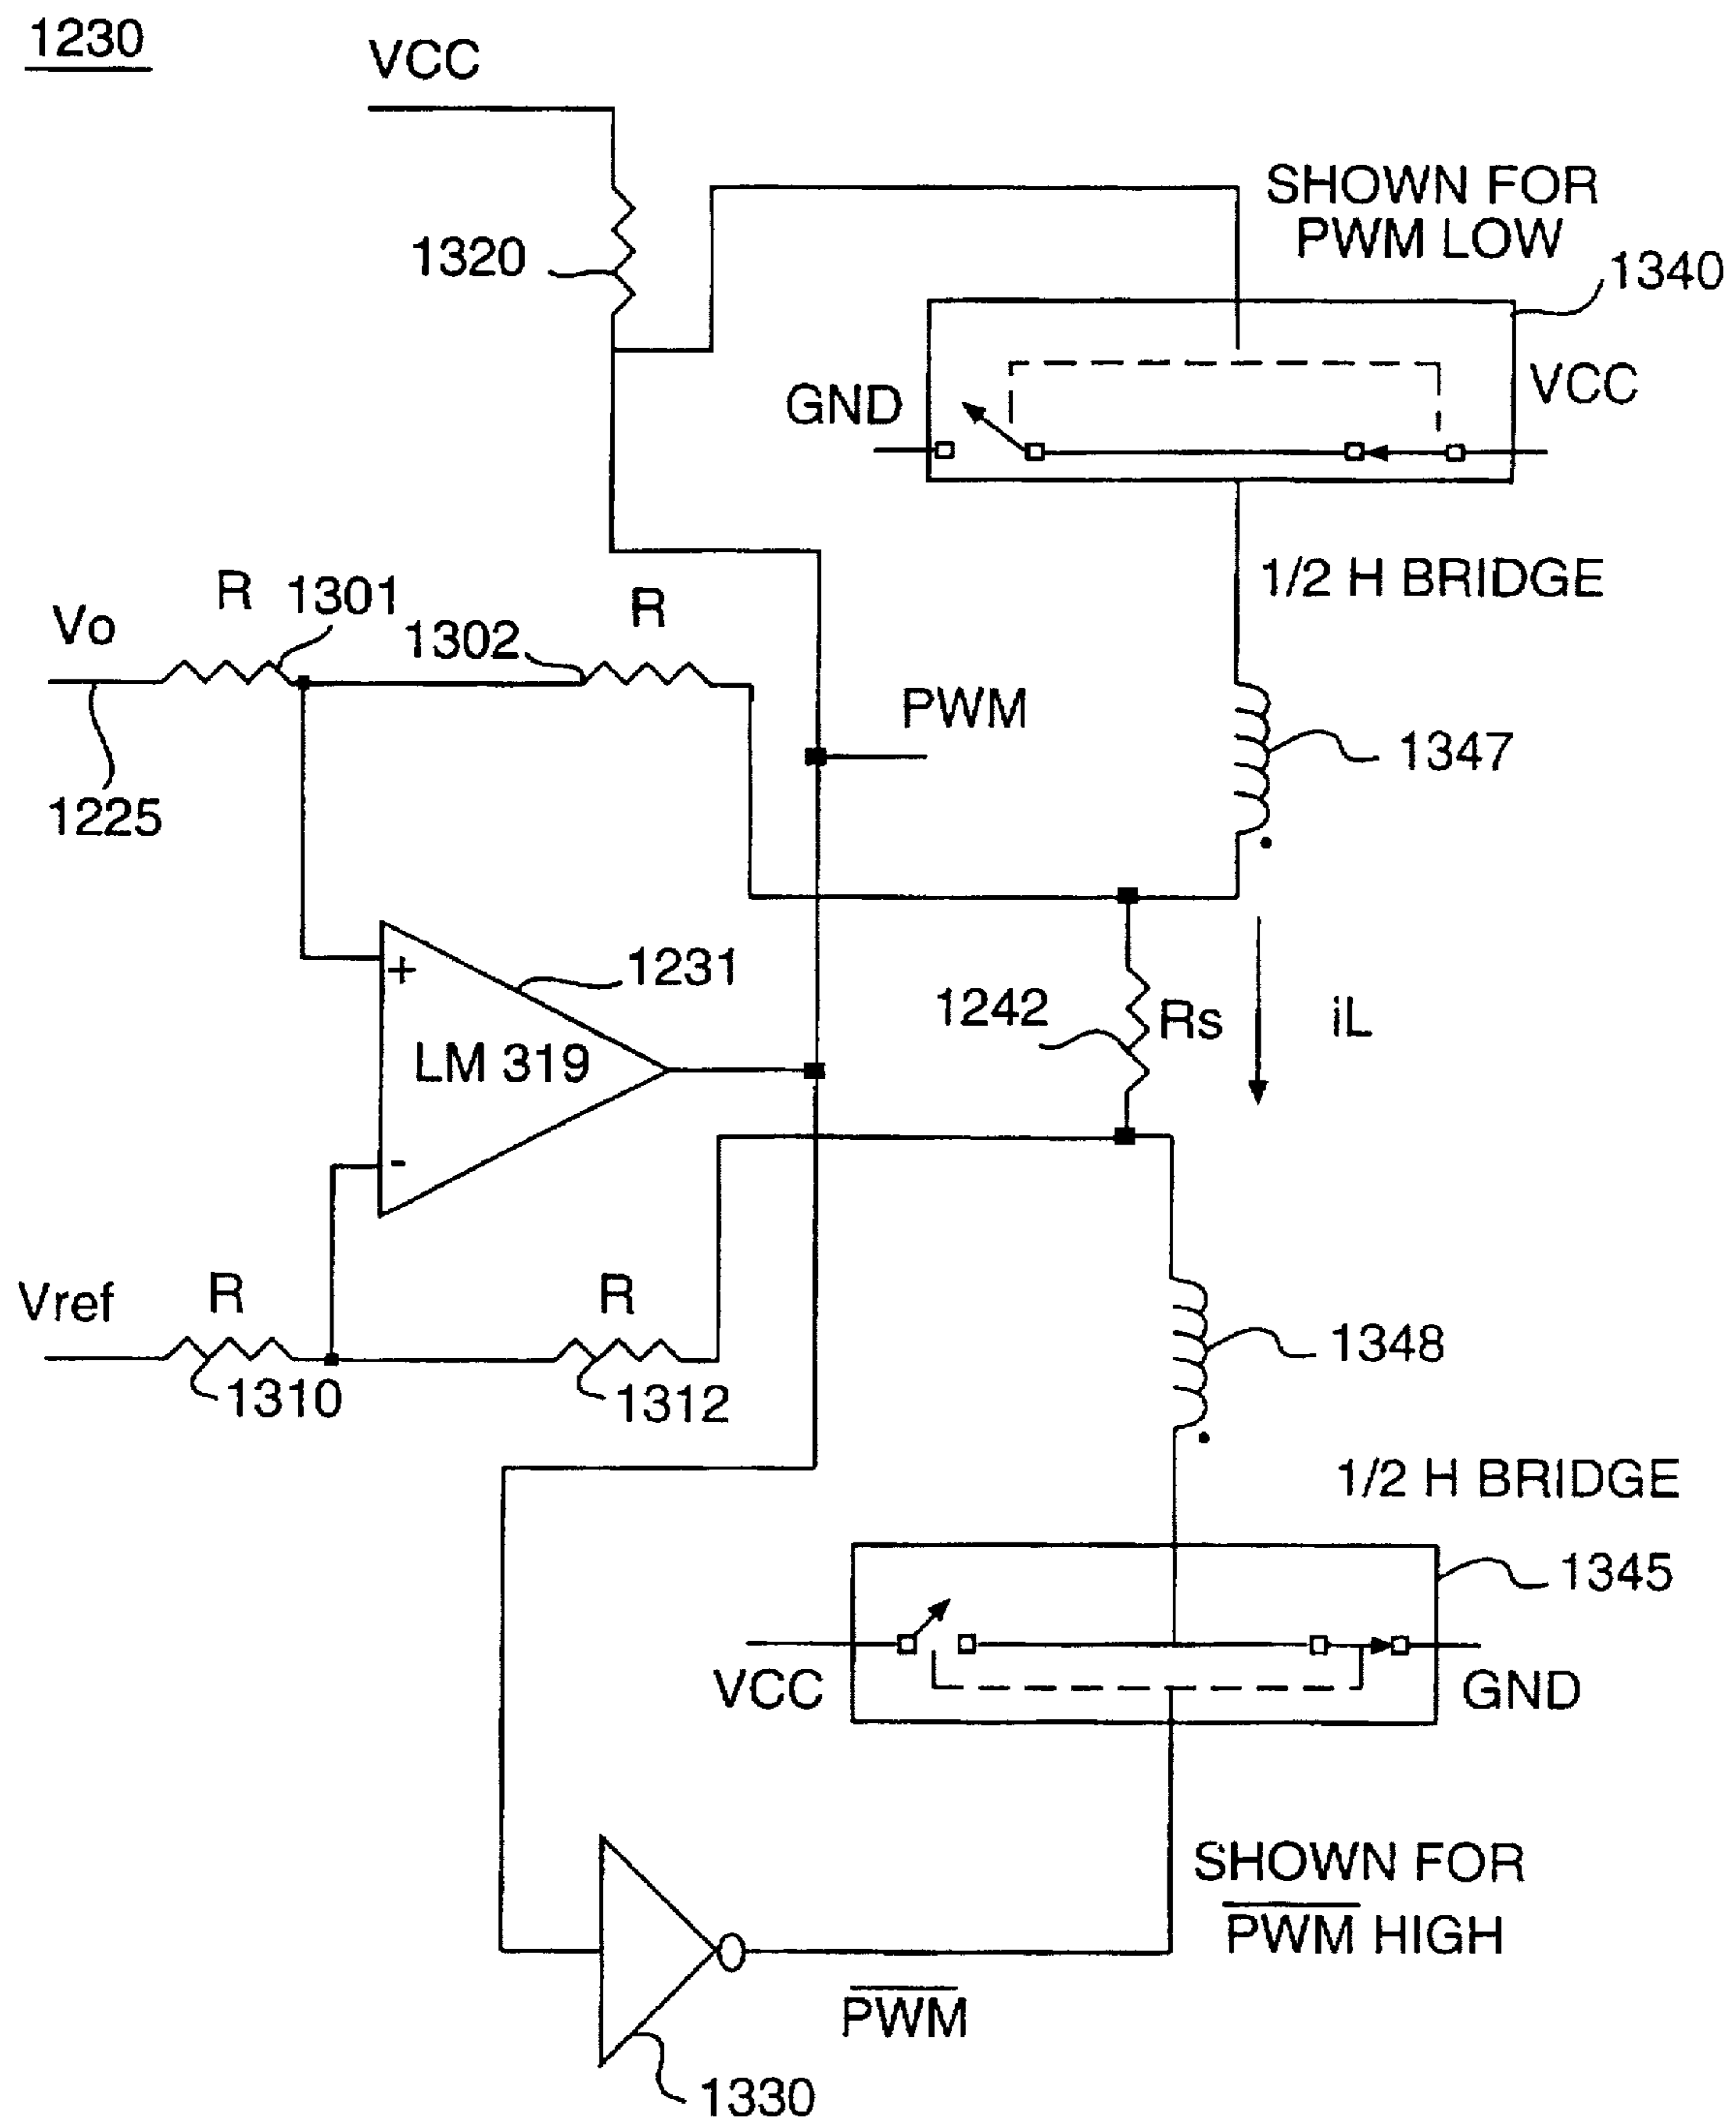 1230
VCC
SHOWN FOR
PWM LOW
1320
1340
GND
VCC
1/2 H BRIDGE
R
1301
R
Vo
1302
PWM
1347
1225
+
1231
LM 319
1242
Rs
iL
-
Vref
R
R
1348
1310
1312
1/2 H BRIDGE
1345
VCC
GND
SHOWN FOR
P̅W̅M̅ HIGH
P̅W̅M̅
1330